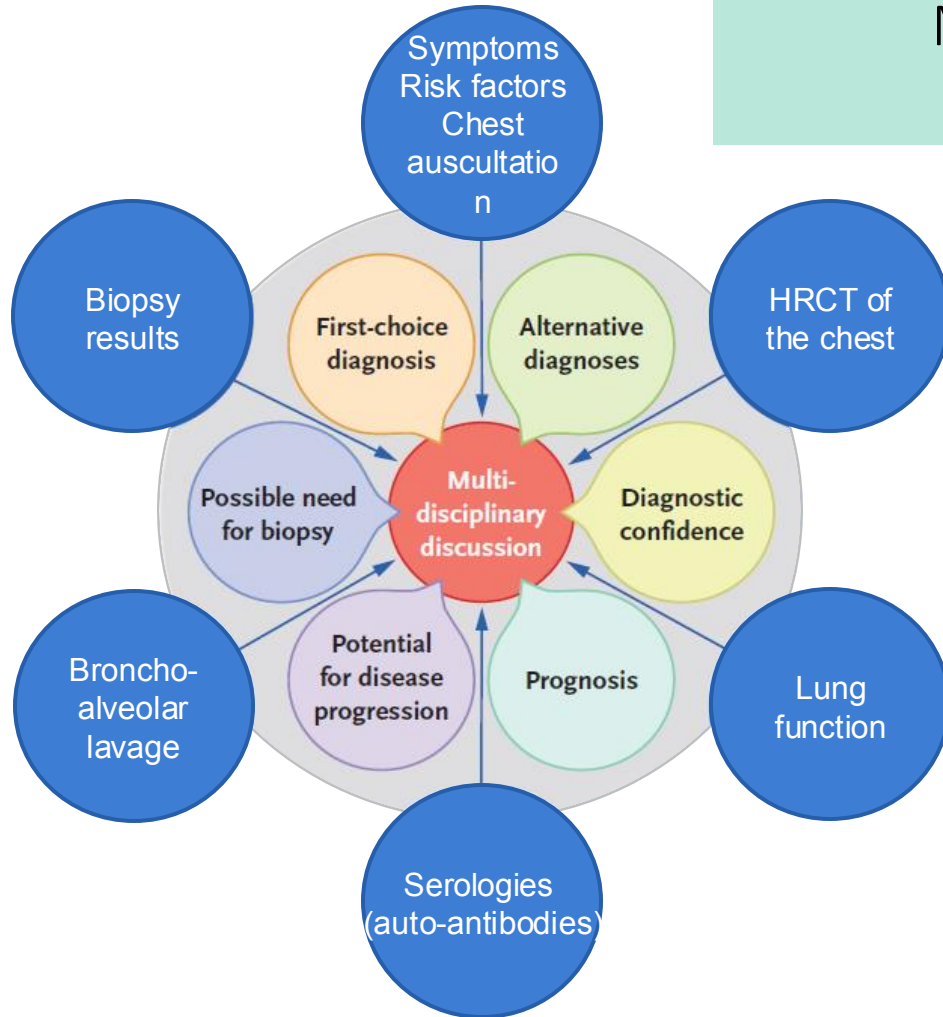 Symptoms
Risk factors
Chest
auscultatio
n
Biopsy
results
HRCT of
the chest
First-choice
diagnosis
Alternative
diagnoses
Possible need
for biopsy
Multi-
disciplinary
discussion
Diagnostic
confidence
Potential
for disease
progression
Prognosis
Broncho-
alveolar
lavage
Lung
function
Serologies
(auto-antibodies)